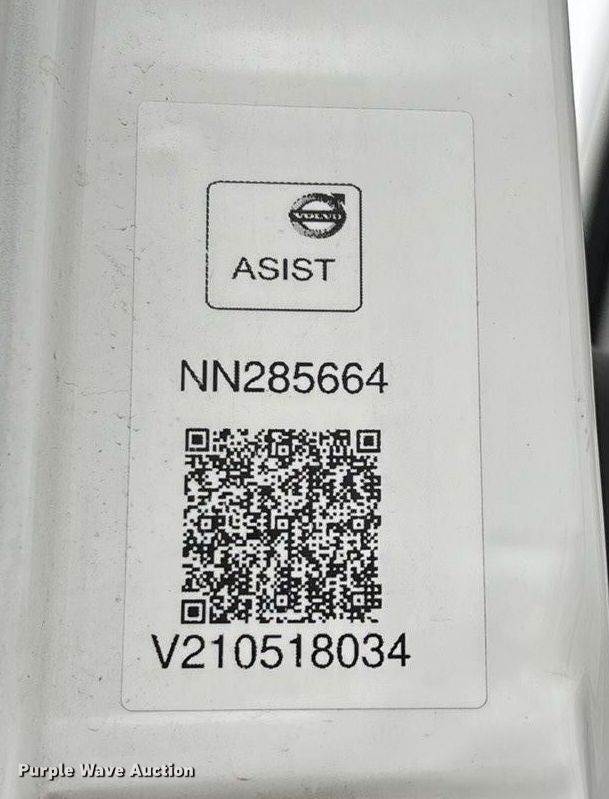 VOLVO
ASIST
NN285664
V210518034
Purple Wave Auction